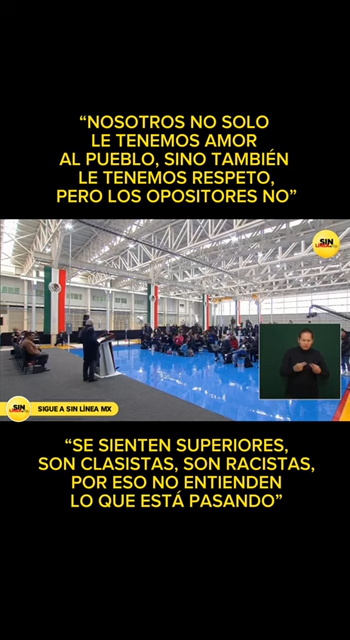 “NOSOTROS NO SOLO
LE TENEMOS AMOR
AL PUEBLO, SINO TAMBIÉN
LE TENEMOS RESPETO,
PERO LOS OPOSITORES NO”
SIN
LÍNEA
SIN
LÍNEA
SIGUE A SIN LÍNEA MX
“SE SIENTEN SUPERIORES,
SON CLASISTAS, SON RACISTAS,
POR ESO NO ENTIENDEN
LO QUE ESTÁ PASANDO”